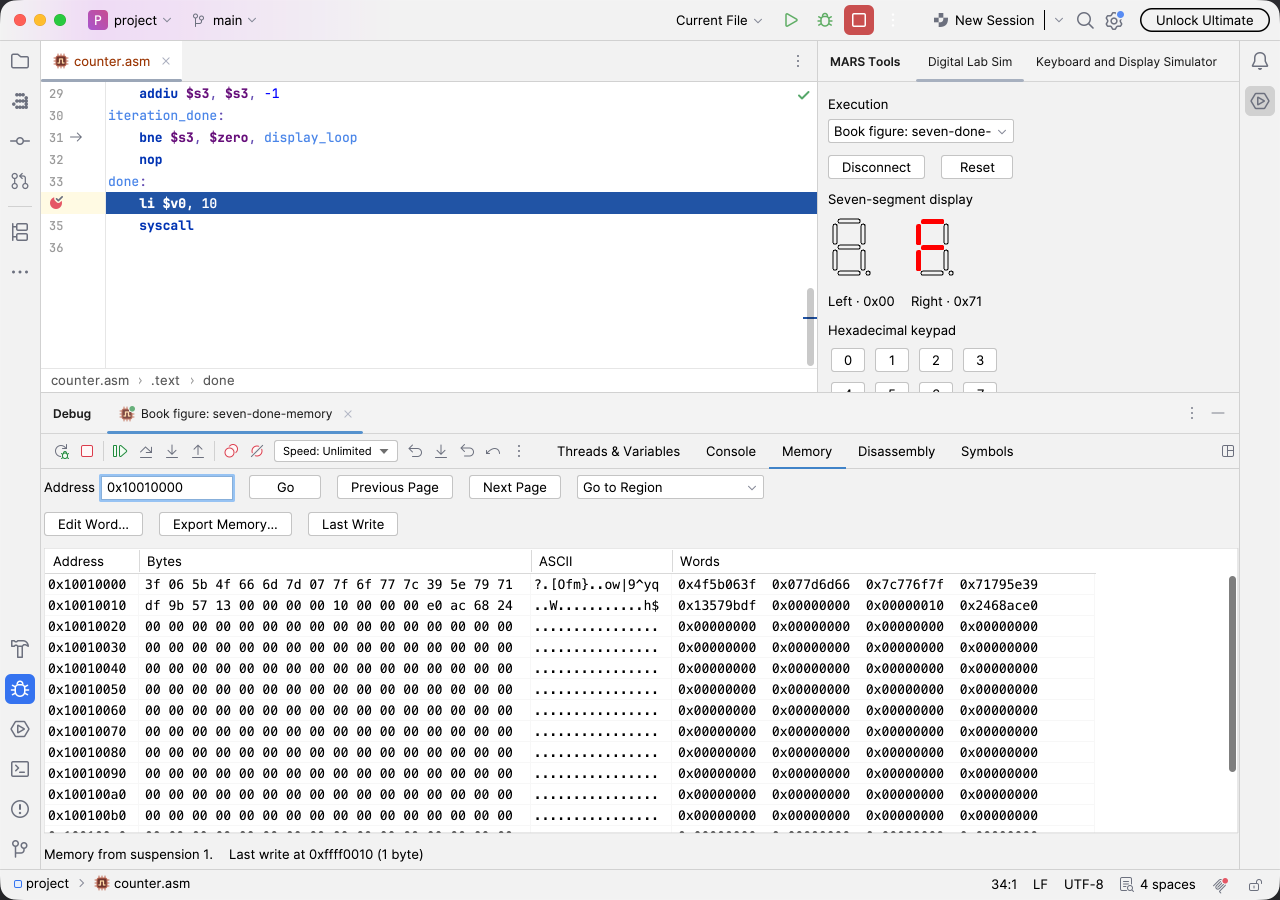 P project main Current File New Session Unlock Ultimate
counter.asm
MARS Tools Digital Lab Sim Keyboard and Display Simulator
29 addiu $s3, $s3, -1
30 iteration_done:
31 bne $s3, $zero, display_loop
32 nop
33 done:
li $v0, 10
35 syscall
36
counter.asm › .text › done
Execution
Book figure: seven-done-
Disconnect Reset
Seven-segment display
Left · 0x00 Right · 0x71
Hexadecimal keypad
0 1 2 3
Debug Book figure: seven-done-memory
Speed: Unlimited Threads & Variables Console Memory Disassembly Symbols
Address 0x10010000 Go Previous Page Next Page Go to Region
Edit Word... Export Memory... Last Write
Address Bytes ASCII Words
0x10010000 3f 06 5b 4f 66 6d 7d 07 7f 6f 77 7c 39 5e 79 71 ?.[Ofm}..ow|9^yq 0x4f5b063f 0x077d6d66 0x7c776f7f 0x71795e39
0x10010010 df 9b 57 13 00 00 00 00 10 00 00 00 e0 ac 68 24 ..W...........h$ 0x13579bdf 0x00000000 0x00000010 0x2468ace0
0x10010020 00 00 00 00 00 00 00 00 00 00 00 00 00 00 00 00 ................ 0x00000000 0x00000000 0x00000000 0x00000000
0x10010030 00 00 00 00 00 00 00 00 00 00 00 00 00 00 00 00 ................ 0x00000000 0x00000000 0x00000000 0x00000000
0x10010040 00 00 00 00 00 00 00 00 00 00 00 00 00 00 00 00 ................ 0x00000000 0x00000000 0x00000000 0x00000000
0x10010050 00 00 00 00 00 00 00 00 00 00 00 00 00 00 00 00 ................ 0x00000000 0x00000000 0x00000000 0x00000000
0x10010060 00 00 00 00 00 00 00 00 00 00 00 00 00 00 00 00 ................ 0x00000000 0x00000000 0x00000000 0x00000000
0x10010070 00 00 00 00 00 00 00 00 00 00 00 00 00 00 00 00 ................ 0x00000000 0x00000000 0x00000000 0x00000000
0x10010080 00 00 00 00 00 00 00 00 00 00 00 00 00 00 00 00 ................ 0x00000000 0x00000000 0x00000000 0x00000000
0x10010090 00 00 00 00 00 00 00 00 00 00 00 00 00 00 00 00 ................ 0x00000000 0x00000000 0x00000000 0x00000000
0x100100a0 00 00 00 00 00 00 00 00 00 00 00 00 00 00 00 00 ................ 0x00000000 0x00000000 0x00000000 0x00000000
0x100100b0 00 00 00 00 00 00 00 00 00 00 00 00 00 00 00 00 ................ 0x00000000 0x00000000 0x00000000 0x00000000
Memory from suspension 1. Last write at 0xffff0010 (1 byte)
project › counter.asm 34:1 LF UTF-8 4 spaces